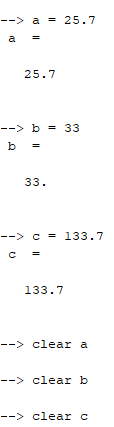 --> a = 25.7
a  =
25.7
--> b = 33
b  =
33.
--> c = 133.7
c  =
133.7
--> clear a
--> clear b
--> clear c